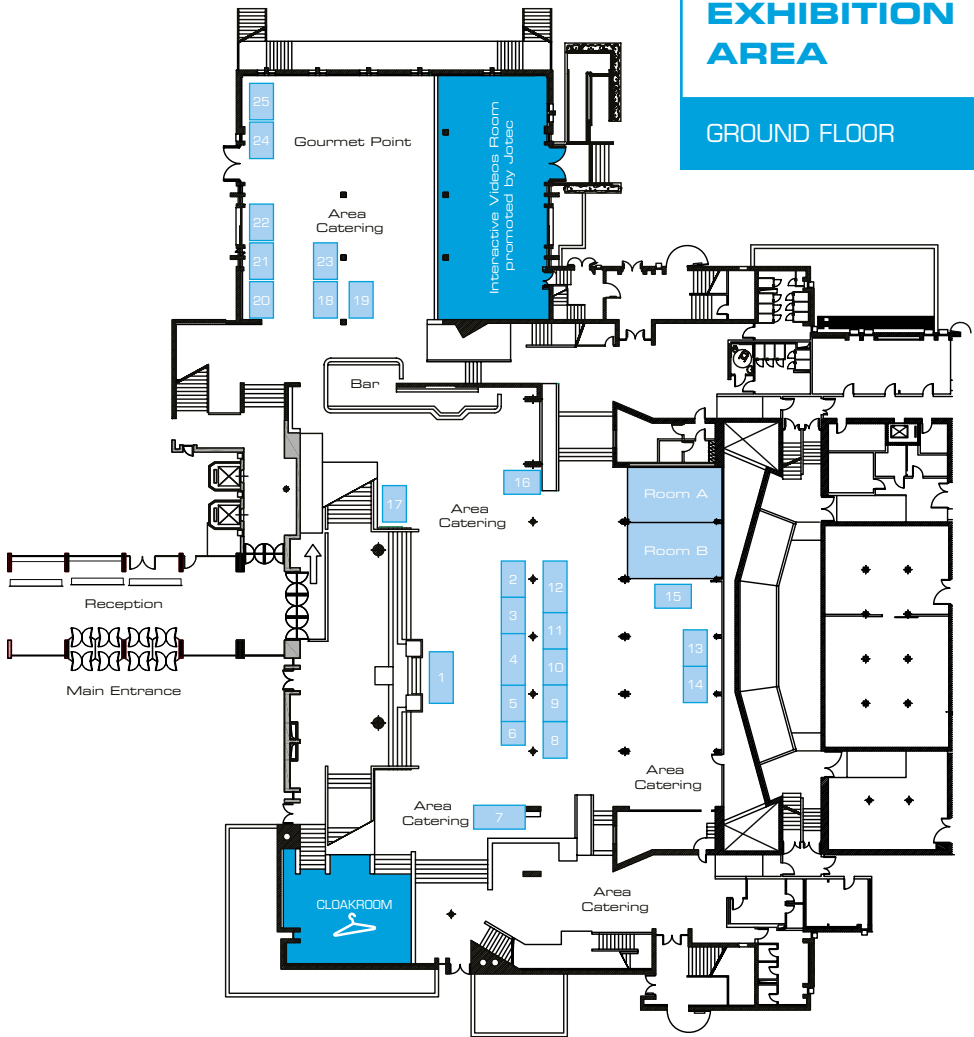 EXHIBITION
AREA
GROUND FLOOR
25
24
Gourmet Point
Interactive Videos Room
promoted by Jotec
Area
Catering
22
21
23
20
18
19
Bar
16
17
Area
Catering
Room A
Room B
Reception
Main Entrance
2
12
3
15
11
4
13
10
1
14
5
9
6
8
Area
Catering
Area
Catering
7
CLOAKROOM
Area
Catering